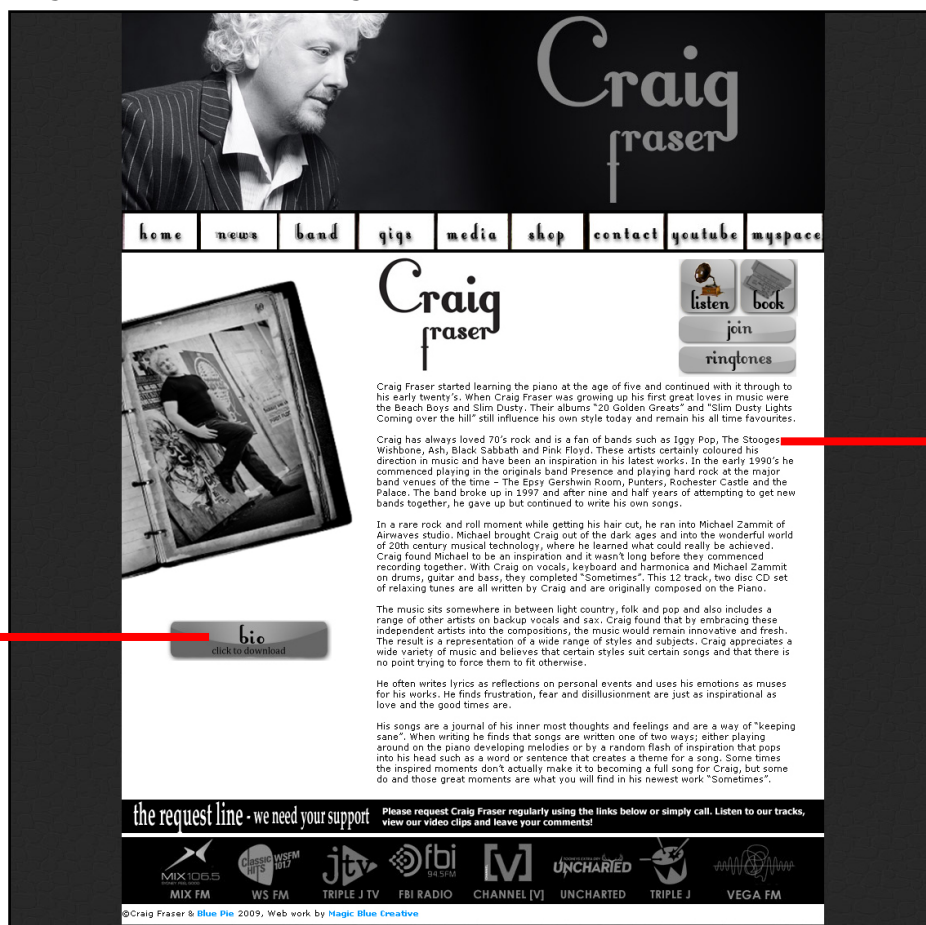 Craig
fraser
home news band gigs media shop contact youtube myspace
Craig
fraser
listen book
join
ringtones
Craig Fraser started learning the piano at the age of five and continued with it through to
his early twenty's. When Craig Fraser was growing up his first great loves in music were
the Beach Boys and Slim Dusty. Their albums "20 Golden Greats" and "Slim Dusty Lights
Coming over the hill" still influence his own style today and remain his all time favourites.
Craig has always loved 70's rock and is a fan of bands such as Iggy Pop, The Stooges
Wishbone, Ash, Black Sabbath and Pink Floyd. These artists certainly coloured his
direction in music and have been an inspiration in his latest works. In the early 1990's he
commenced playing in the originals band Presence and playing hard rock at the major
band venues of the time – The Epsy Gershwin Room, Punters, Rochester Castle and the
Palace. The band broke up in 1997 and after nine and half years of attempting to get new
bands together, he gave up but continued to write his own songs.
In a rare rock and roll moment while getting his hair cut, he ran into Michael Zammit of
Airwaves studio. Michael brought Craig out of the dark ages and into the wonderful world
of 20th century musical technology, where he learned what could really be achieved.
Craig found Michael to be an inspiration and it wasn't long before they commenced
recording together. With Craig on vocals, keyboard and harmonica and Michael Zammit
on drums, guitar and bass, they completed "Sometimes". This 12 track, two disc CD set
of relaxing tunes are all written by Craig and are originally composed on the Piano.
The music sits somewhere in between light country, folk and pop and also includes a
range of other artists on backup vocals and sax. Craig found that by embracing these
independent artists into the compositions, the music would remain innovative and fresh.
The result is a representation of a wide range of styles and subjects. Craig appreciates a
wide variety of music and believes that certain styles suit certain songs and that there is
no point trying to force them to fit otherwise.
bio
click to download
He often writes lyrics as reflections on personal events and uses his emotions as muses
for his works. He finds frustration, fear and disillusionment are just as inspirational as
love and the good times are.
His songs are a journal of his inner most thoughts and feelings and are a way of "keeping
sane". When writing he finds that songs are written one of two ways; either playing
around on the piano developing melodies or by a random flash of inspiration that pops
into his head such as a word or sentence that creates a theme for a song. Some times
the inspired moments don't actually make it to becoming a full song for Craig, but some
do and those great moments are what you will find in his newest work "Sometimes".
the request line - we need your support
Please request Craig Fraser regularly using the links below or simply call. Listen to our tracks,
view our video clips and leave your comments!
MIX106.5 Classic HITS WSFM 101.7 jtv fbi 94.5FM [V] UNCHARTED
MIX FM WS FM TRIPLE J TV FBI RADIO CHANNEL [V] UNCHARTED TRIPLE J VEGA FM
©Craig Fraser & Blue Pie 2009, Web work by Magic Blue Creative